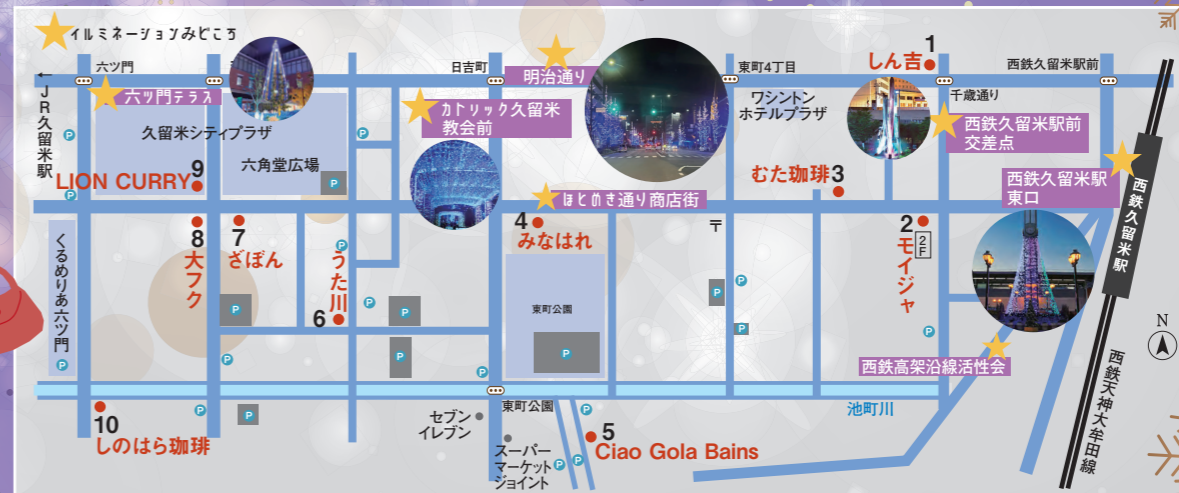 イルミネーションみどころ
←JR久留米駅
六ツ門
日吉町
明治通り
東町4丁目
1
しん吉
西鉄久留米駅前
六ツ門テラス
カトリック久留米
教会前
ワシントン
ホテルプラザ
千歳通り
西鉄久留米駅前
交差点
久留米シティプラザ
六角堂広場
P
P
P
P
9
LION CURRY
むた珈琲
3
西鉄久留米駅
東口
西鉄久留米駅
ほとめき通り商店街
くるめりあ六ツ門
P
8
大フク
7
ざぼん
P
うた川
6
4
みなはれ
〒
2
モイジャ
2F
東町公園
P
P
P
P
P
P
P
P
P
P
P
P
N
西鉄高架沿線活性会
西鉄天神大牟田線
10
しのはら珈琲
P
P
セブン
イレブン
東町公園
池町川
P
5
Ciao Gola Bains
スーパー
マーケット
ジョイント
P
P